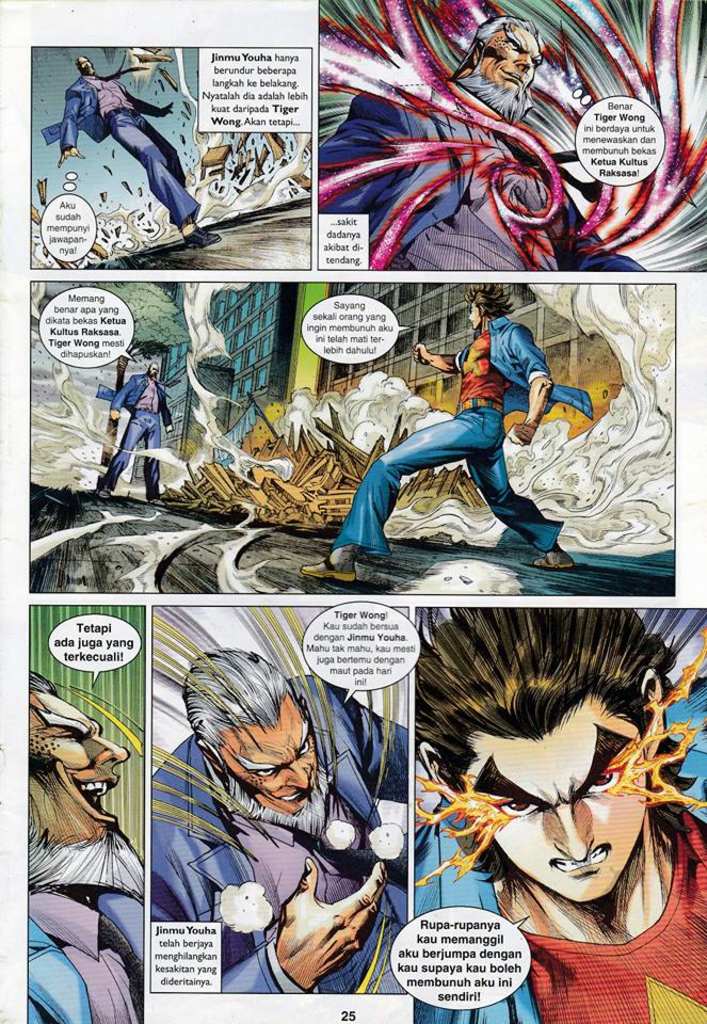 Jinmu Youha hanya
berundur beberapa
langkah ke belakang.
Nyatalah dia adalah lebih
kuat daripada Tiger
Wong. Akan tetapi...
Aku
sudah
mempunyi
jawapan-
nya!
Benar
Tiger Wong
ini berdaya untuk
menewaskan dan
membunuh bekas
Ketua Kultus
Raksasa!
...sakit
dadanya
akibat di-
tendang.
Memang
benar apa yang
dikata bekas Ketua
Kultus Raksasa.
Tiger Wong mesti
dihapuskan!
Sayang
sekali orang yang
ingin membunuh aku
ini telah mati ter-
lebih dahulu!
Tetapi
ada juga yang
terkecuali!
Tiger Wong!
Kau sudah bersua
dengan Jinmu Youha.
Mahu tak mahu, kau mesti
juga bertemu dengan
maut pada hari
ini!
Jinmu Youha
telah berjaya
menghilangkan
kesakitan yang
dideritainya.
Rupa-rupanya
kau memanggil
aku berjumpa dengan
kau supaya kau boleh
membunuh aku ini
sendiri!
25